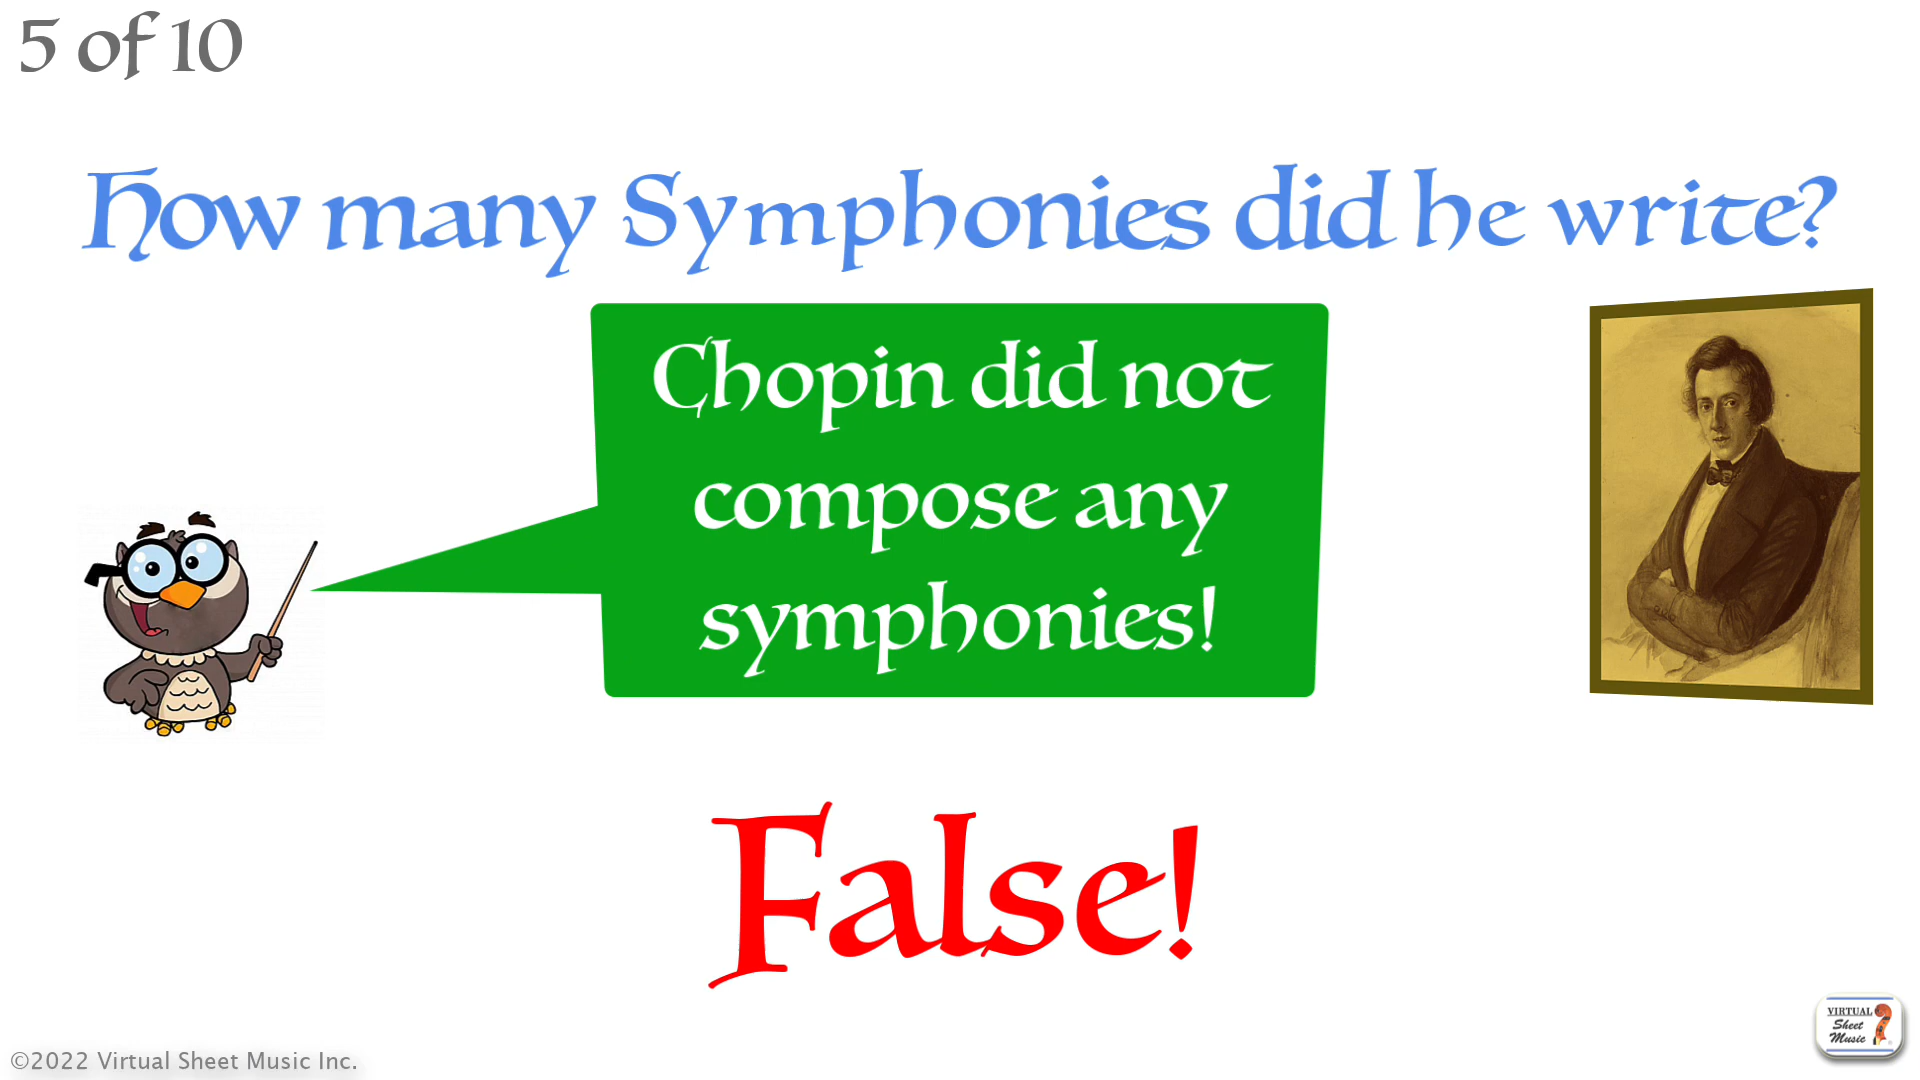 5 of 10
How many Symphonies did he write?
Chopin did not
compose any
symphonies!
False!
VIRTUAL
Sheet
Music
©2022 Virtual Sheet Music Inc.